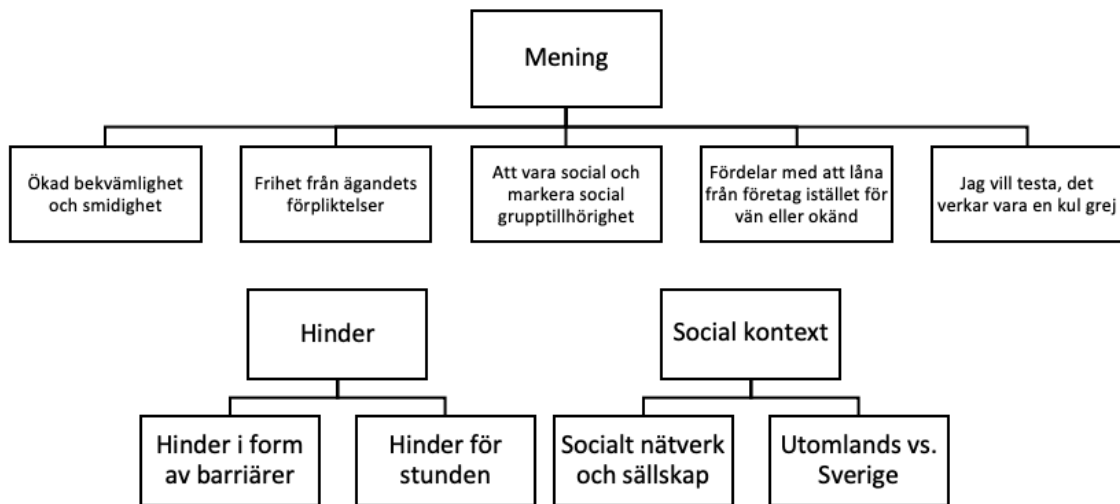 Mening
Ökad bekvämlighet
och smidighet
Frihet från ägandets
förpliktelser
Att vara social och
markera social
grupptillhörighet
Fördelar med att låna
från företag istället för
vän eller okänd
Jag vill testa, det
verkar vara en kul grej
Hinder
Social kontext
Hinder i form
av barriärer
Hinder för
stunden
Socialt nätverk
och sällskap
Utomlands vs.
Sverige